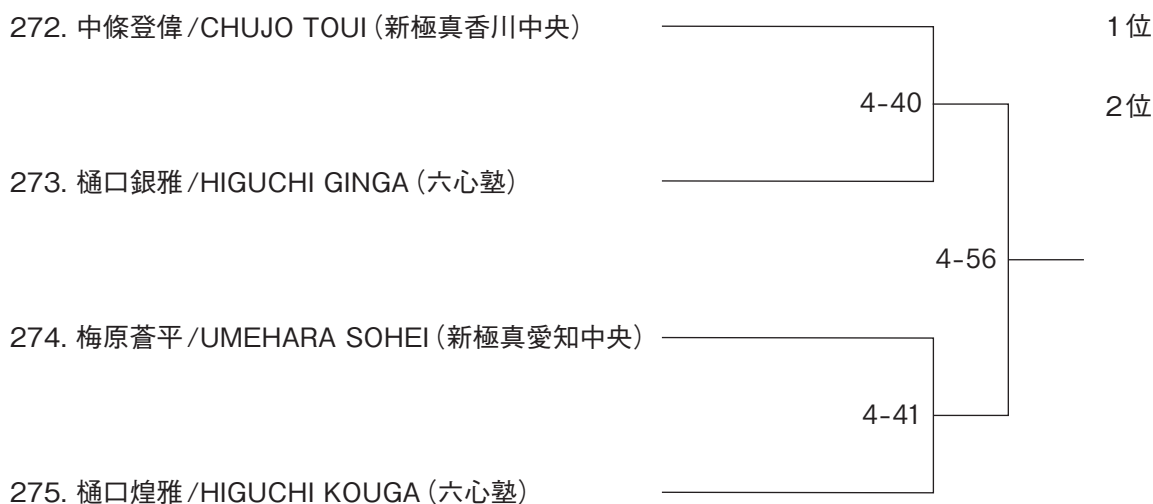 272. 中條登偉/CHUJO TOUI（新極真香川中央）
1位
4-40
2位
273. 樋口銀雅/HIGUCHI GINGA（六心塾）
4-56
274. 梅原蒼平/UMEHARA SOHEI（新極真愛知中央）
4-41
275. 樋口煌雅/HIGUCHI KOUGA（六心塾）